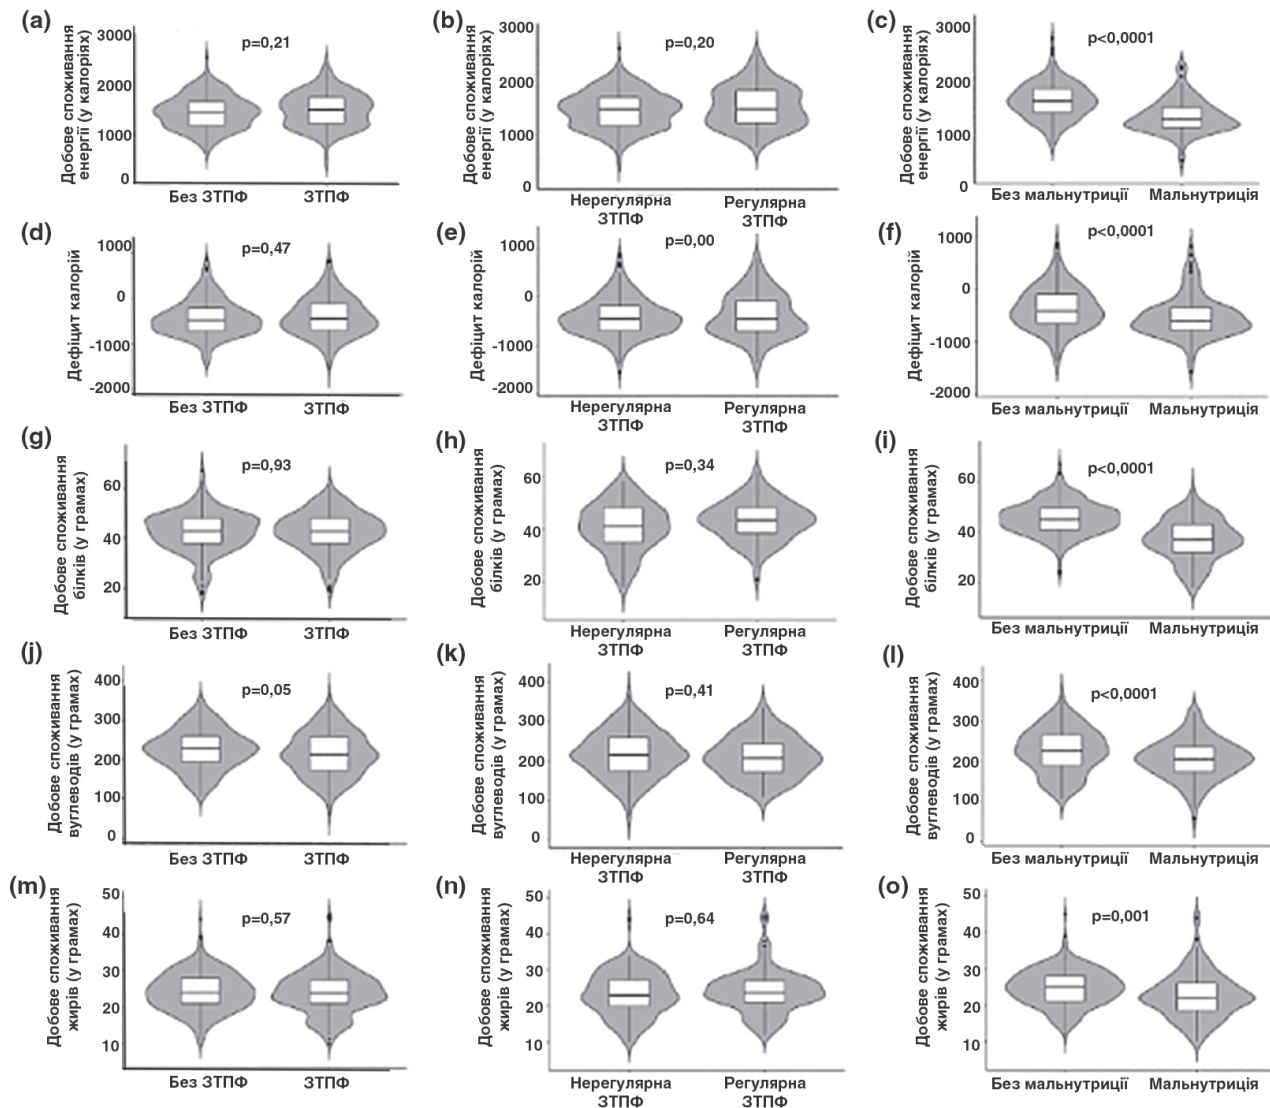 (a)
Добове споживання
енергії (у калоріях)
3000
2000
1000
0
p=0,21
Без ЗТПФ
ЗТПФ
(b)
Добове споживання
енергії (у калоріях)
3000
2000
1000
0
p=0,20
Нерегулярна
ЗТПФ
Регулярна
ЗТПФ
(c)
Добове споживання
енергії (у калоріях)
3000
2000
1000
0
p<0,0001
Без мальнутриції
Мальнутриція
(d)
Дефіцит калорій
1000
0
-1000
-2000
p=0,47
Без ЗТПФ
ЗТПФ
(e)
Дефіцит калорій
1000
0
-1000
-2000
p=0,00
Нерегулярна
ЗТПФ
Регулярна
ЗТПФ
(f)
Дефіцит калорій
1000
0
-1000
-2000
p<0,0001
Без мальнутриції
Мальнутриція
(g)
Добове споживання
білків (у грамах)
60
40
20
p=0,93
Без ЗТПФ
ЗТПФ
(h)
Добове споживання
білків (у грамах)
60
40
20
p=0,34
Нерегулярна
ЗТПФ
Регулярна
ЗТПФ
(i)
Добове споживання
білків (у грамах)
60
40
20
p<0,0001
Без мальнутриції
Мальнутриція
(j)
Добове споживання
вуглеводів (у грамах)
400
300
200
100
0
p=0,05
Без ЗТПФ
ЗТПФ
(k)
Добове споживання
вуглеводів (у грамах)
400
300
200
100
0
p=0,41
Нерегулярна
ЗТПФ
Регулярна
ЗТПФ
(l)
Добове споживання
вуглеводів (у грамах)
400
300
200
100
0
p<0,0001
Без мальнутриції
Мальнутриція
(m)
Добове споживання
жирів (у грамах)
50
40
30
20
10
p=0,57
Без ЗТПФ
ЗТПФ
(n)
Добове споживання
жирів (у грамах)
50
40
30
20
10
p=0,64
Нерегулярна
ЗТПФ
Регулярна
ЗТПФ
(o)
Добове споживання
жирів (у грамах)
50
40
30
20
10
p=0,001
Без мальнутриції
Мальнутриція